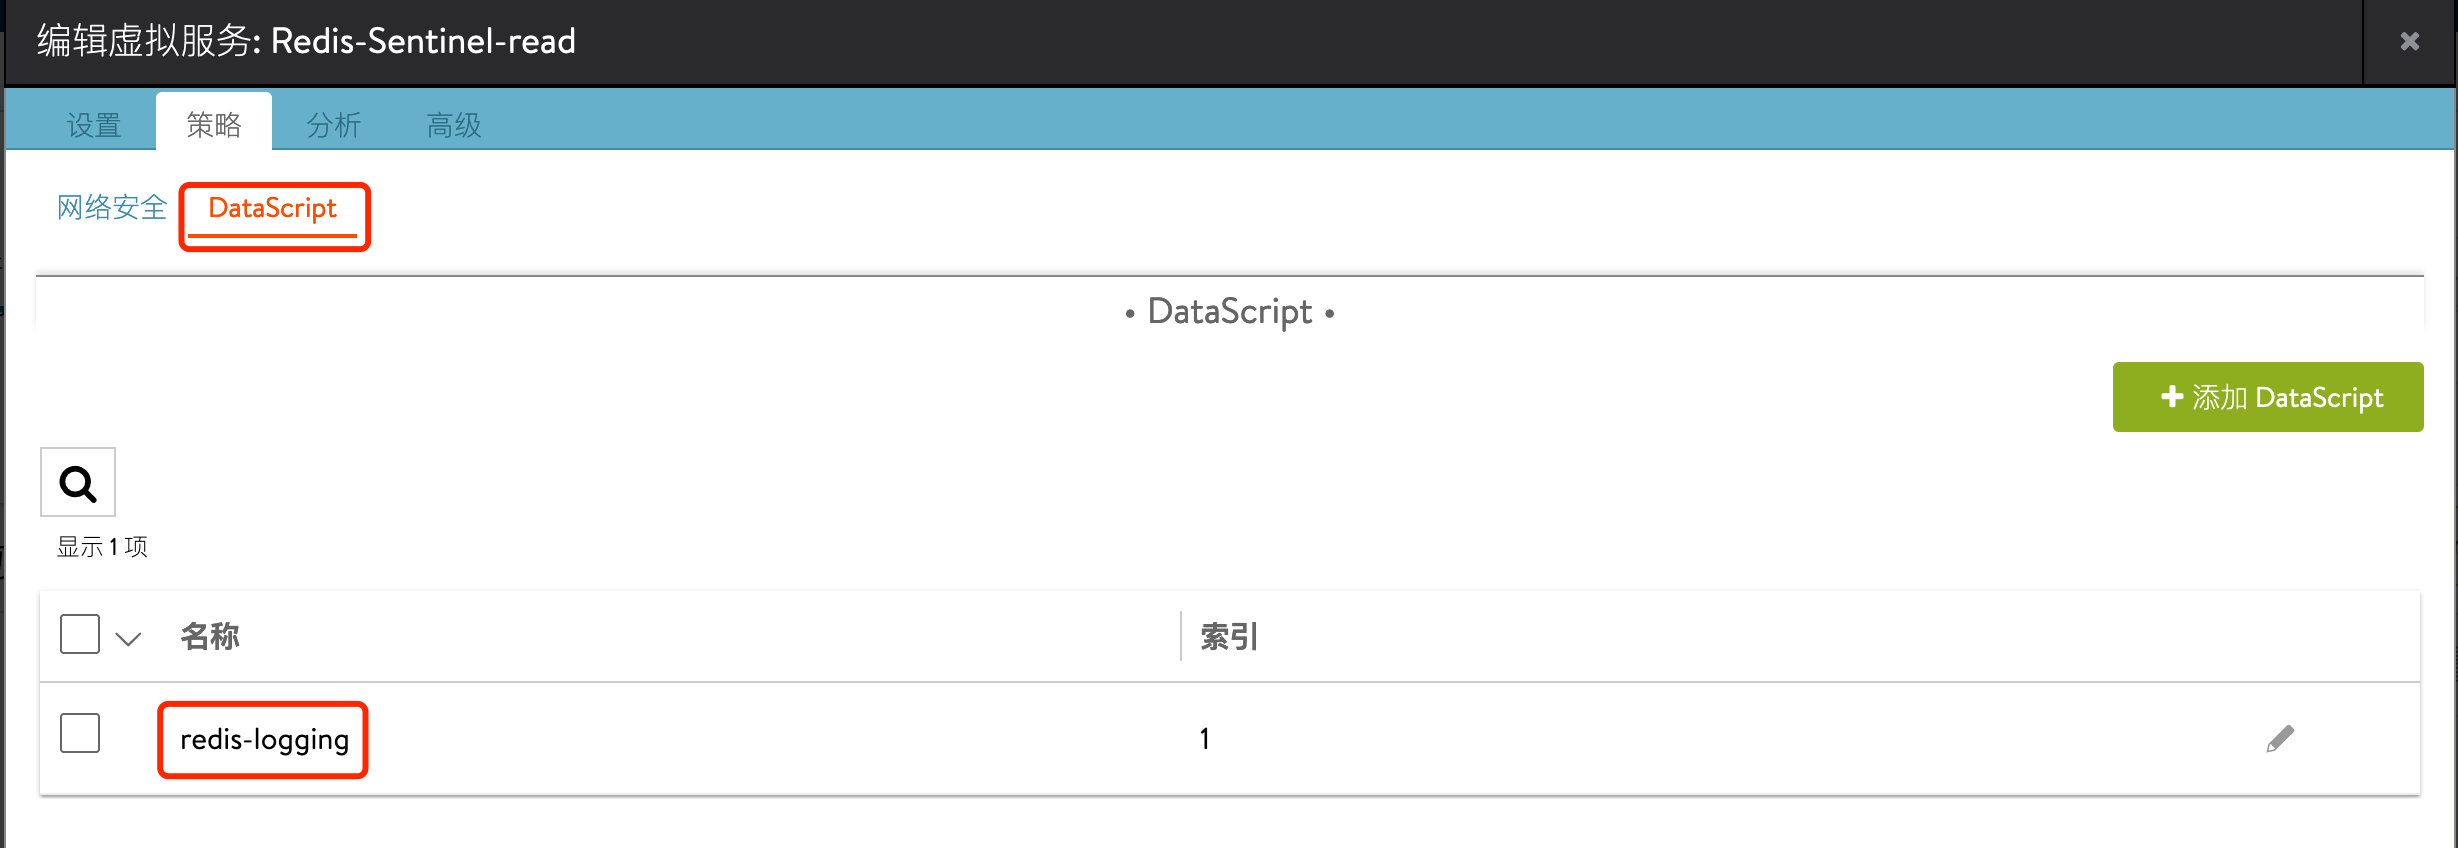 编辑虚拟服务: Redis-Sentinel-read
设置 策略 分析 高级
网络安全 DataScript
• DataScript •
添加 DataScript
显示 1 项
名称 索引
redis-logging 1